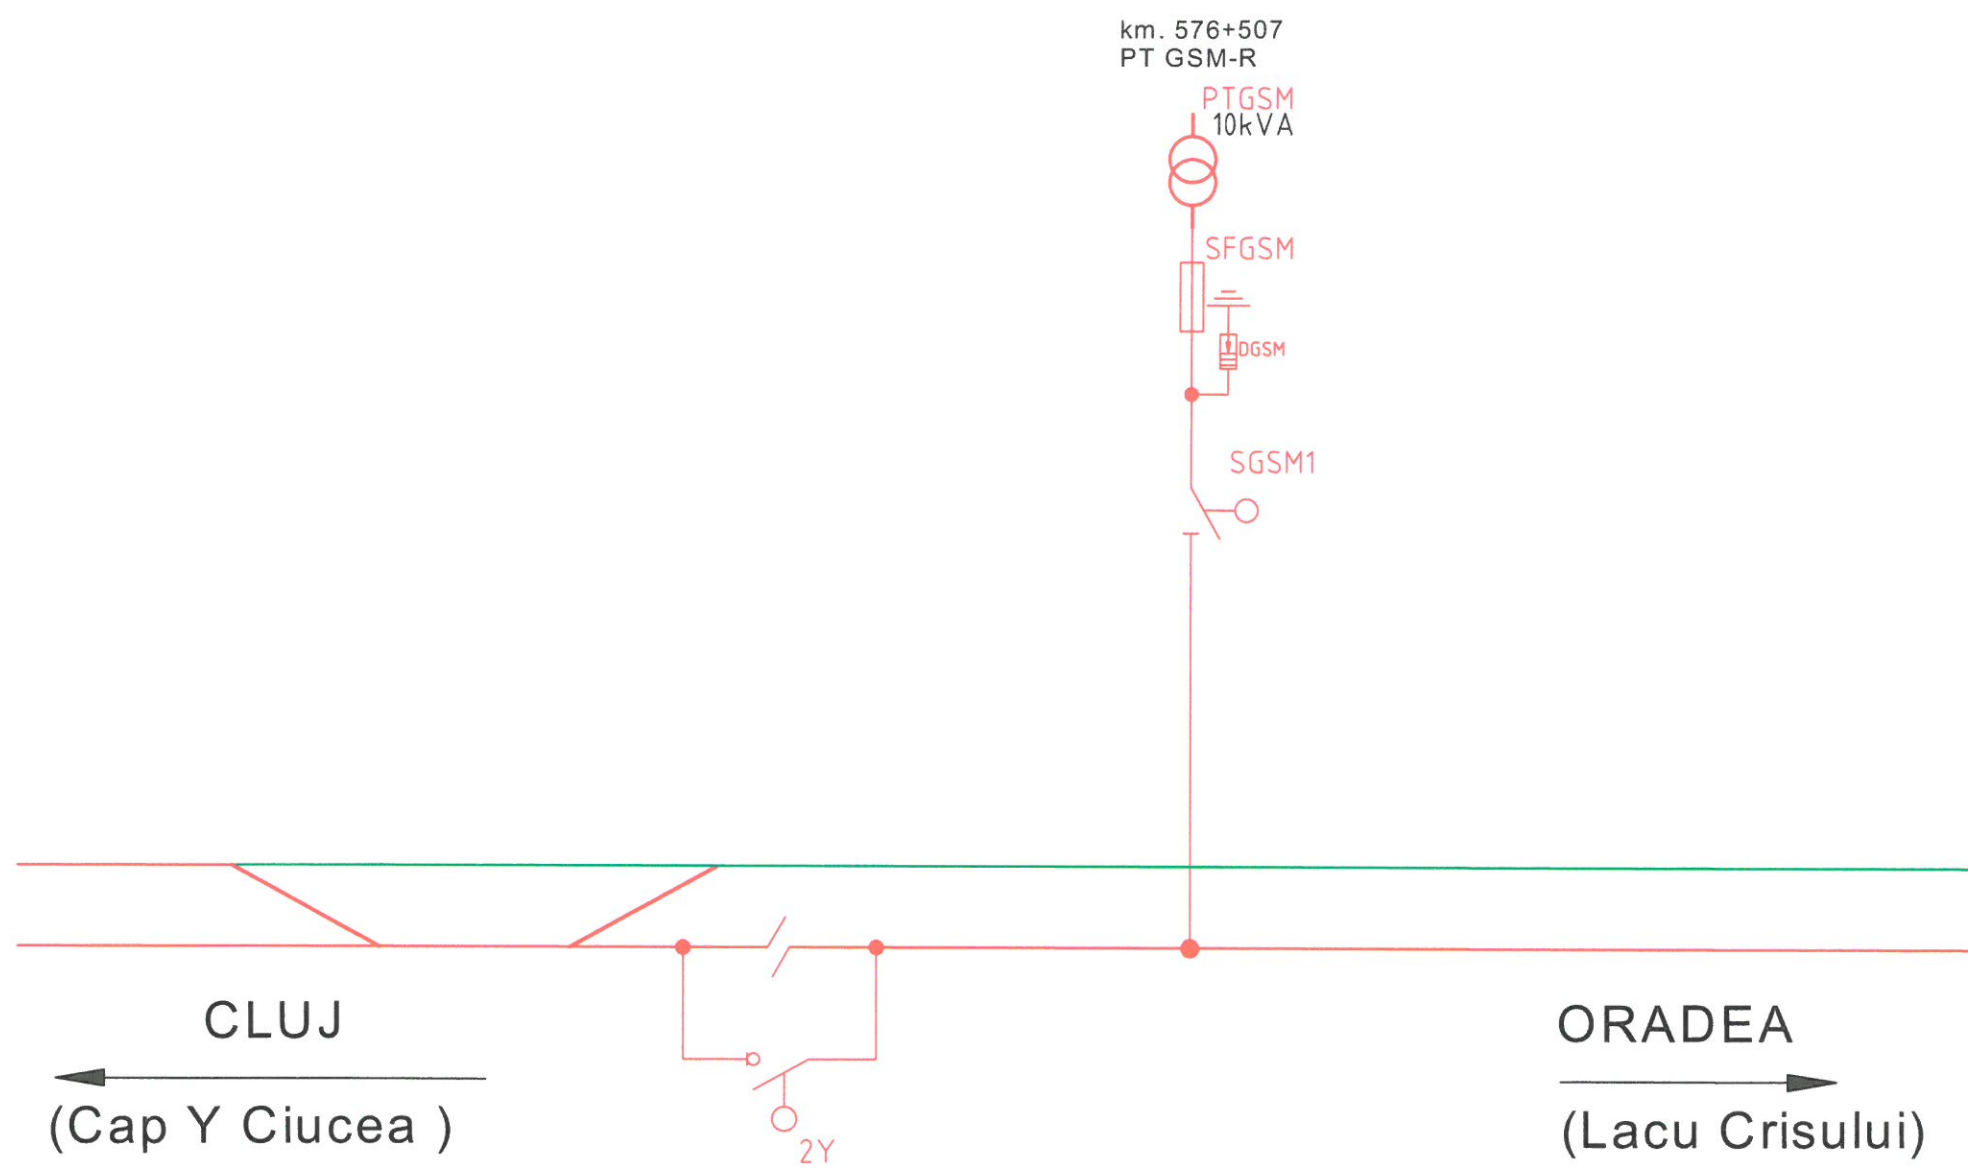 km. 576+507
PT GSM-R
PTGSM
10kVA
SFGSM
DGSM
SGSM1
CLUJ
(Cap Y Ciucea )
2Y
ORADEA
(Lacu Crisului)